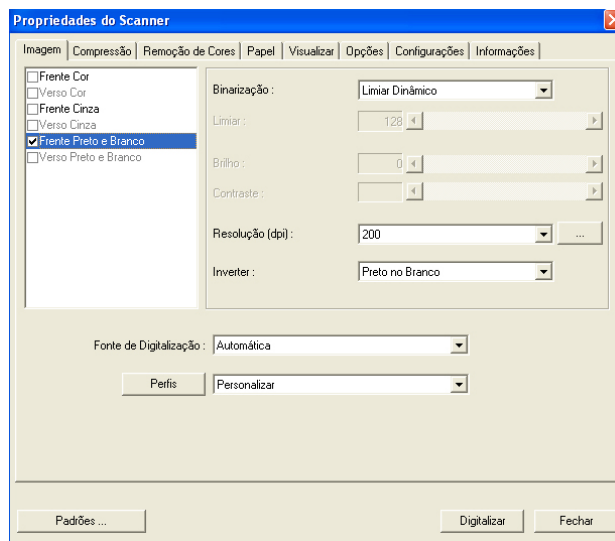 Propriedades do Scanner
Imagem Compressão Remoção de Cores Papel Visualizar Opções Configurações Informações
Frente Cor
Verso Cor
Frente Cinza
Verso Cinza
Frente Preto e Branco
Verso Preto e Branco
Binarização : Limiar Dinâmico
Limiar : 128
Brilho : 0
Contraste :
Resolução (dpi) : 200 ...
Inverter : Preto no Branco
Fonte de Digitalização : Automática
Perfis Personalizar
Padrões ... Digitalizar Fechar